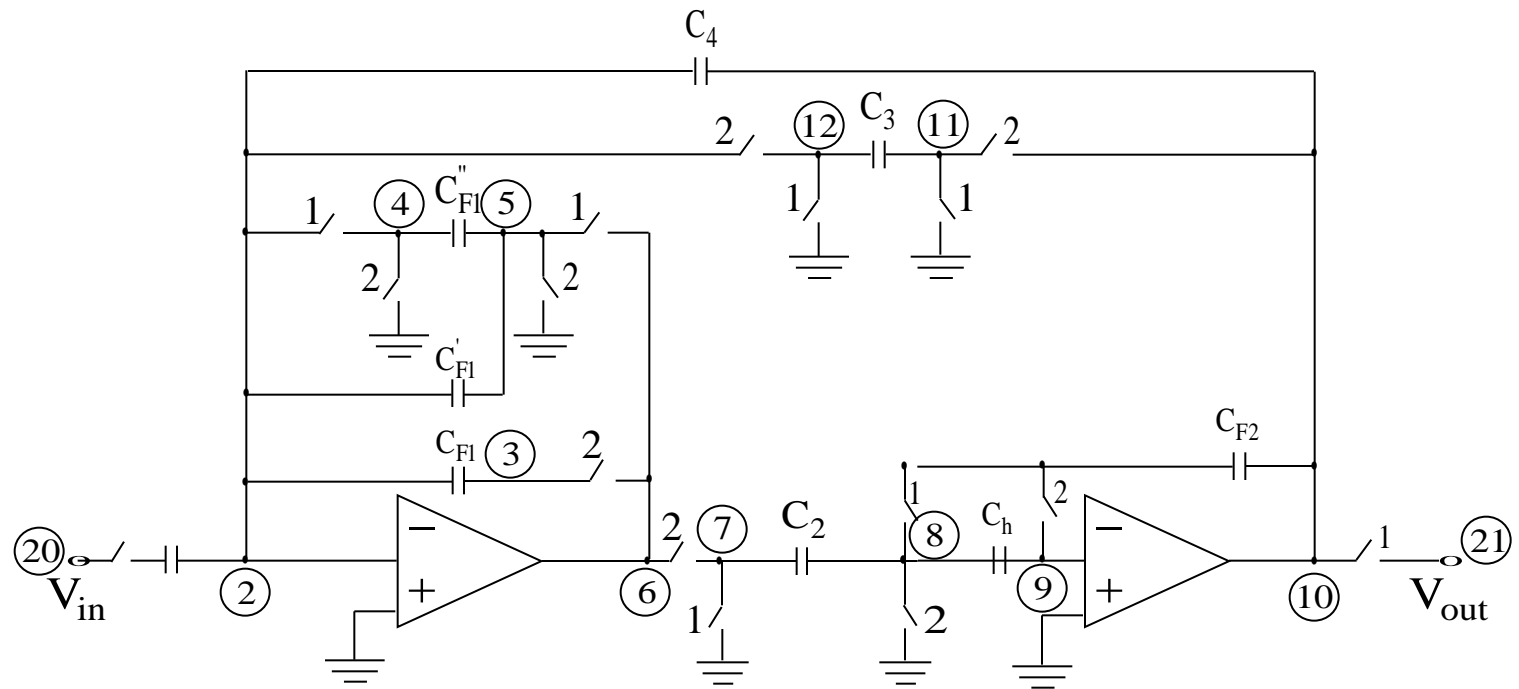 C4
2 12 C3 11 2
1 4 C"F1 5 1 1 1
2 2
C'F1
CF1 3 2 CF2
1 2
20 − 2 7 C2 8 Ch − 1 21
Vin 2 + 6 1 2 9 + 10 Vout